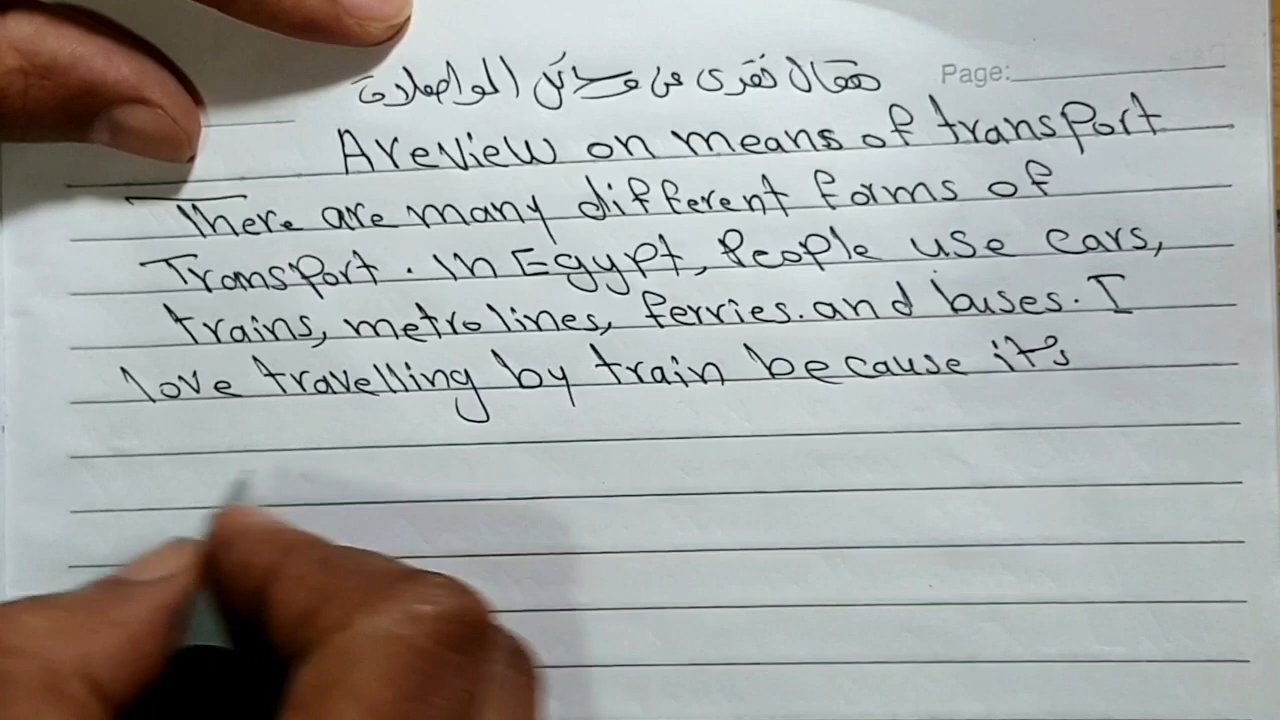 مقال نقدى عن وسائل المواصلات
Page:
A review on means of transport
There are many different forms of
Transport. In Egypt, People use cars,
trains, metro lines, ferries. and buses. I
love travelling by train because it's